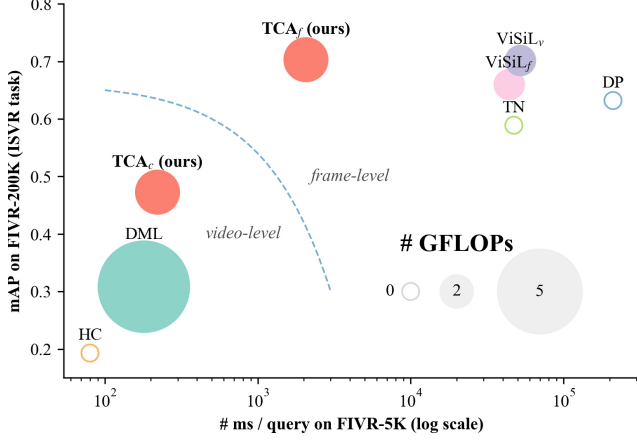 0.8
0.7
0.6
0.5
0.4
0.3
0.2
mAP on FIVR-200K (ISVR task)
TCA_f (ours)
ViSiL_v
ViSiL_f
TN
DP
TCA_c (ours)
frame-level
video-level
DML
HC
# GFLOPs
0 2 5
10^2 10^3 10^4 10^5
# ms / query on FIVR-5K (log scale)